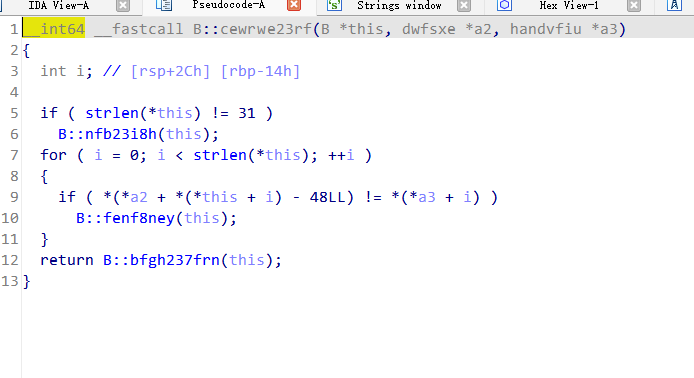 IDA View-A Pseudocode-A 's' Strings window Hex View-1 A
1 __int64 __fastcall B::cewrwe23rf(B *this, dwfsxe *a2, handvfiu *a3)
2 {
3 int i; // [rsp+2Ch] [rbp-14h]
4
5 if ( strlen(*this) != 31 )
6 B::nfb23i8h(this);
7 for ( i = 0; i < strlen(*this); ++i )
8 {
9 if ( *(*a2 + *(*this + i) - 48LL) != *(*a3 + i) )
10 B::fenf8ney(this);
11 }
12 return B::bfgh237frn(this);
13 }